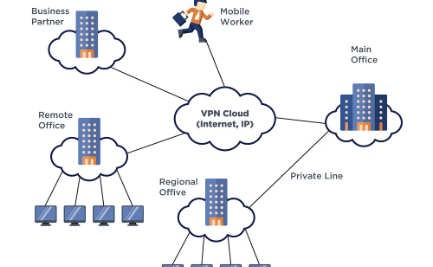 Business
Partner
Mobile
Worker
Main
Office
VPN Cloud
(Internet, IP)
Remote
Office
Private Line
Regional
Offive